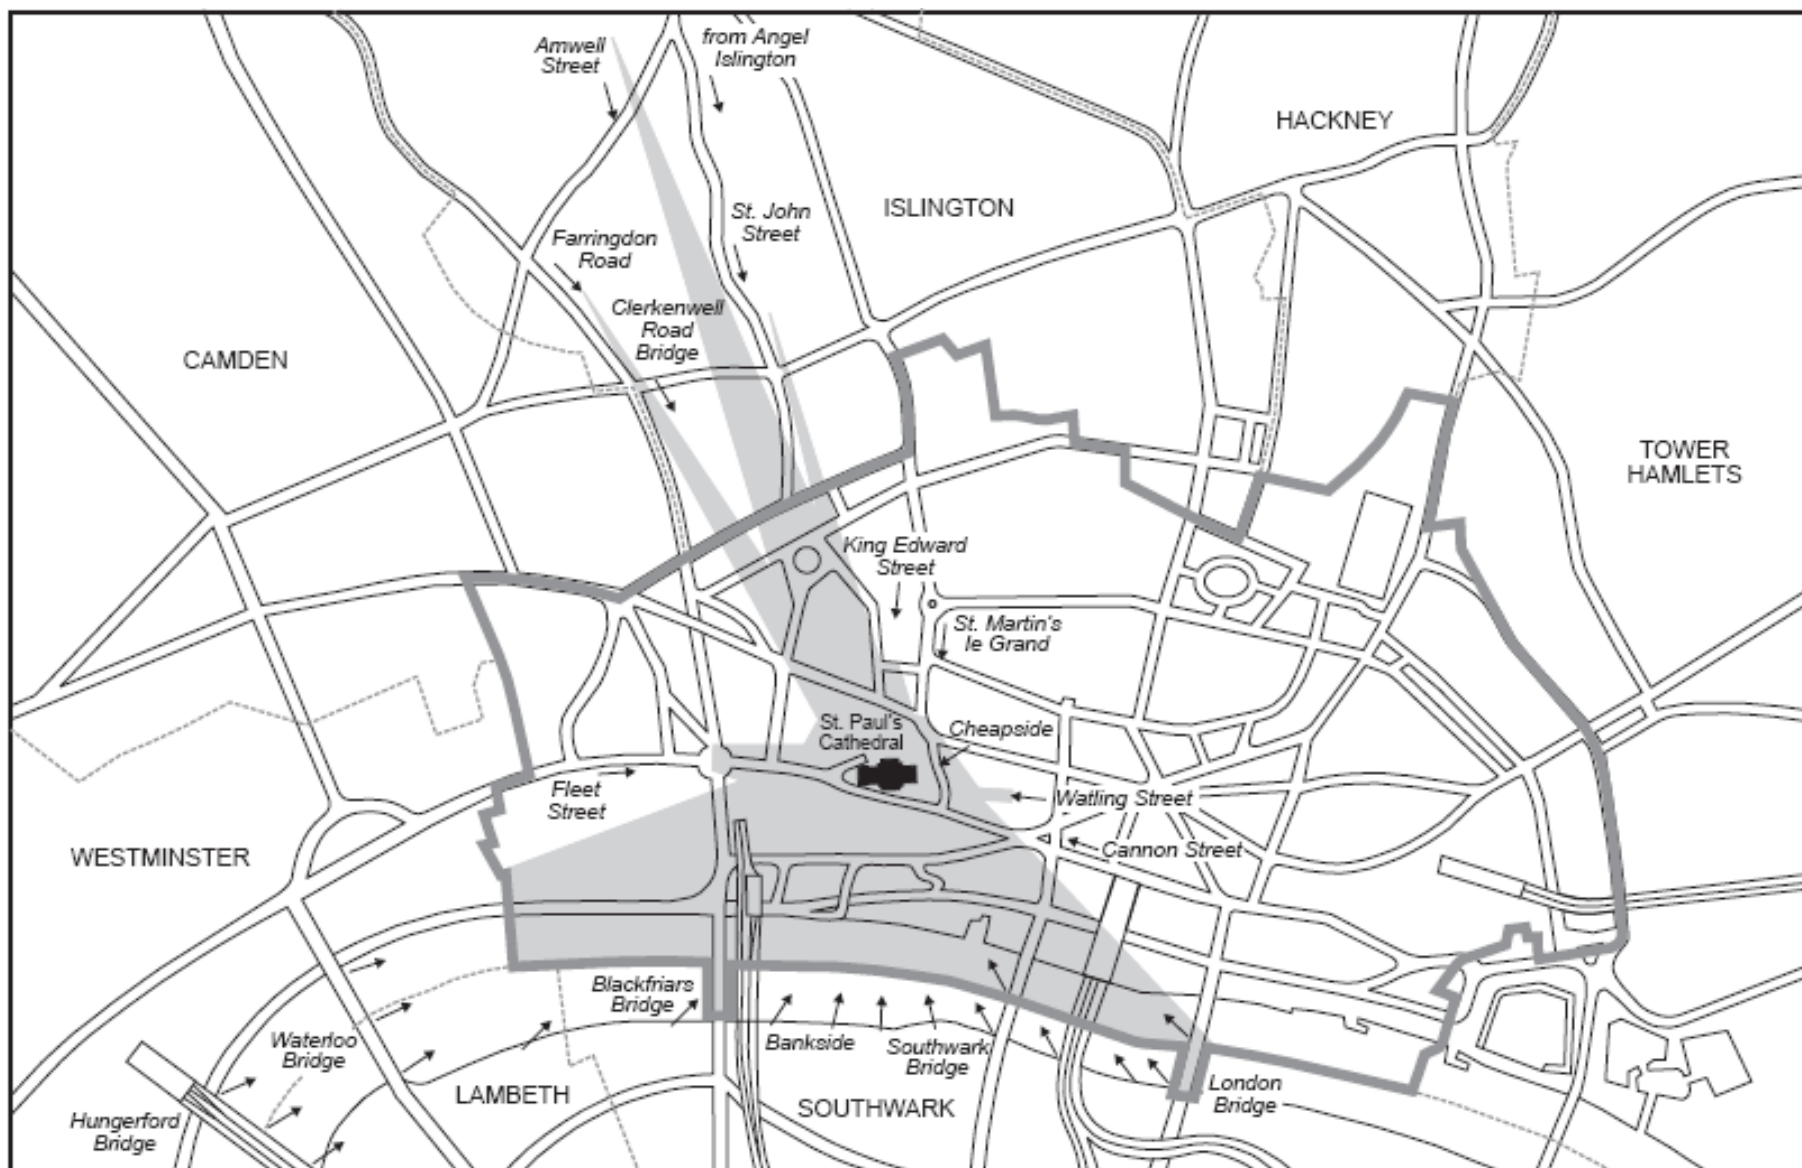 Amwell
Street
from Angel
Islington
HACKNEY
ISLINGTON
St. John
Street
Farringdon
Road
Clerkenwell
Road
Bridge
CAMDEN
TOWER
HAMLETS
King Edward
Street
St. Martin's
le Grand
St. Paul's
Cathedral
Cheapside
Fleet
Street
Watling Street
Cannon Street
WESTMINSTER
Blackfriars
Bridge
Waterloo
Bridge
Bankside
Southwark
Bridge
London
Bridge
LAMBETH
SOUTHWARK
Hungerford
Bridge